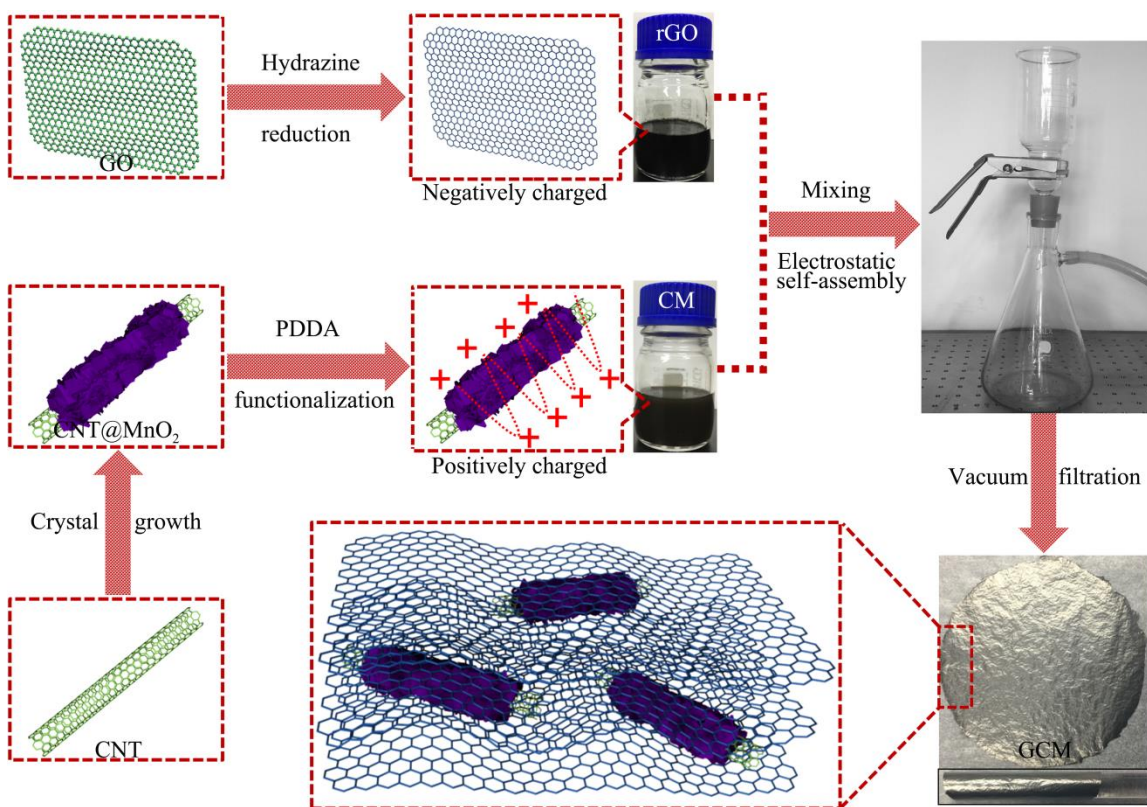 GO
Hydrazine
reduction
Negatively charged
rGO
Mixing
Electrostatic
self-assembly
CNT@MnO₂
PDDA
functionalization
Positively charged
CM
Vacuum filtration
Crystal growth
CNT
GCM